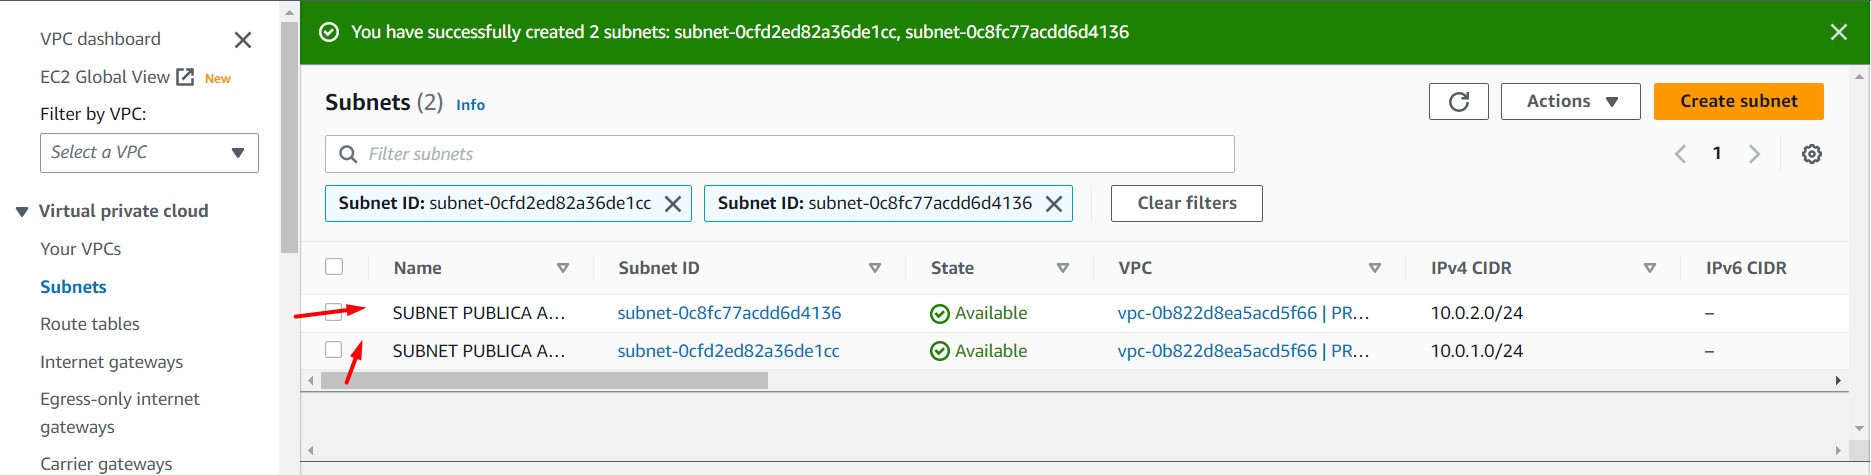 VPC dashboard
EC2 Global View New
Filter by VPC:
Select a VPC
Virtual private cloud
Your VPCs
Subnets
Route tables
Internet gateways
Egress-only internet
gateways
Carrier gateways
You have successfully created 2 subnets: subnet-0cfd2ed82a36de1cc, subnet-0c8fc77acdd6d4136
Subnets (2) Info
Actions
Create subnet
Filter subnets
1
Subnet ID: subnet-0cfd2ed82a36de1cc
Subnet ID: subnet-0c8fc77acdd6d4136
Clear filters
Name Subnet ID State VPC IPv4 CIDR IPv6 CIDR
SUBNET PUBLICA A... subnet-0c8fc77acdd6d4136 Available vpc-0b822d8ea5acd5f66 | PR... 10.0.2.0/24 –
SUBNET PUBLICA A... subnet-0cfd2ed82a36de1cc Available vpc-0b822d8ea5acd5f66 | PR... 10.0.1.0/24 –